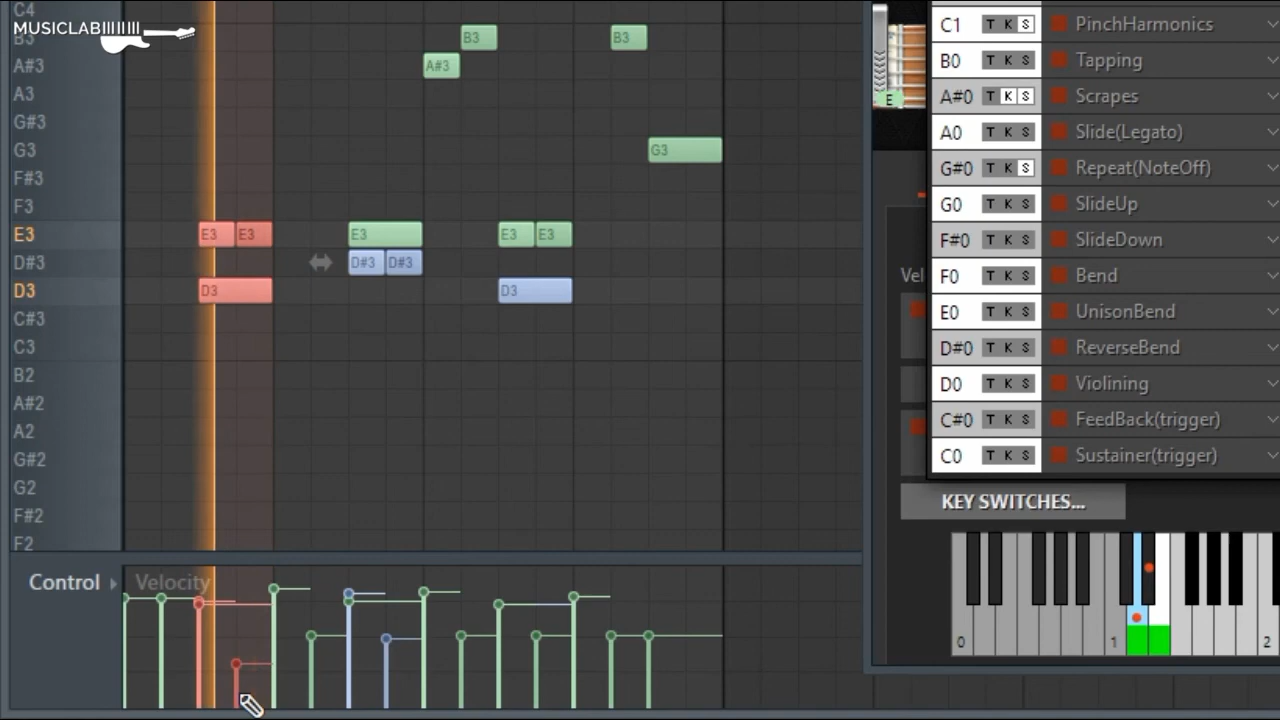 C4
MUSICLAB
B3
A#3
A3
G#3
G3
F#3
F3
E3
D#3
D3
C#3
C3
B2
A#2
A2
G#2
G2
F#2
F2
B3 B3
A#3
G3
E3 E3 E3 E3 E3
D#3 D#3
D3 D3
Control Velocity
E
Vel
C1 T K S PinchHarmonics
B0 T K S Tapping
A#0 T K S Scrapes
A0 T K S Slide(Legato)
G#0 T K S Repeat(NoteOff)
G0 T K S SlideUp
F#0 T K S SlideDown
F0 T K S Bend
E0 T K S UnisonBend
D#0 T K S ReverseBend
D0 T K S Violining
C#0 T K S FeedBack(trigger)
C0 T K S Sustainer(trigger)
KEY SWITCHES...
0 1 2